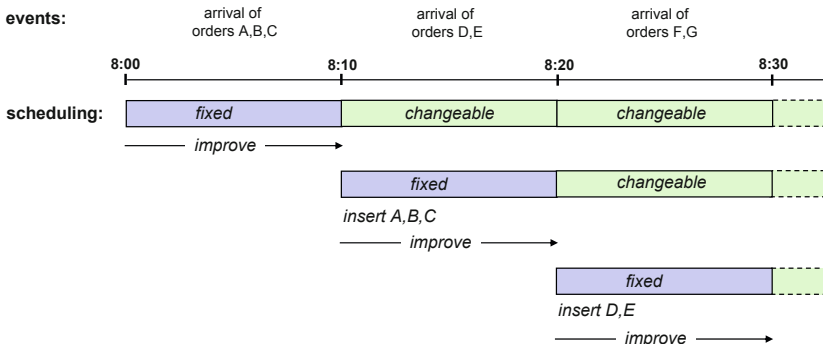 events:
arrival of
orders A,B,C
arrival of
orders D,E
arrival of
orders F,G
8:00
8:10
8:20
8:30
scheduling:
fixed
changeable
changeable
improve
fixed
changeable
insert A,B,C
improve
fixed
insert D,E
improve